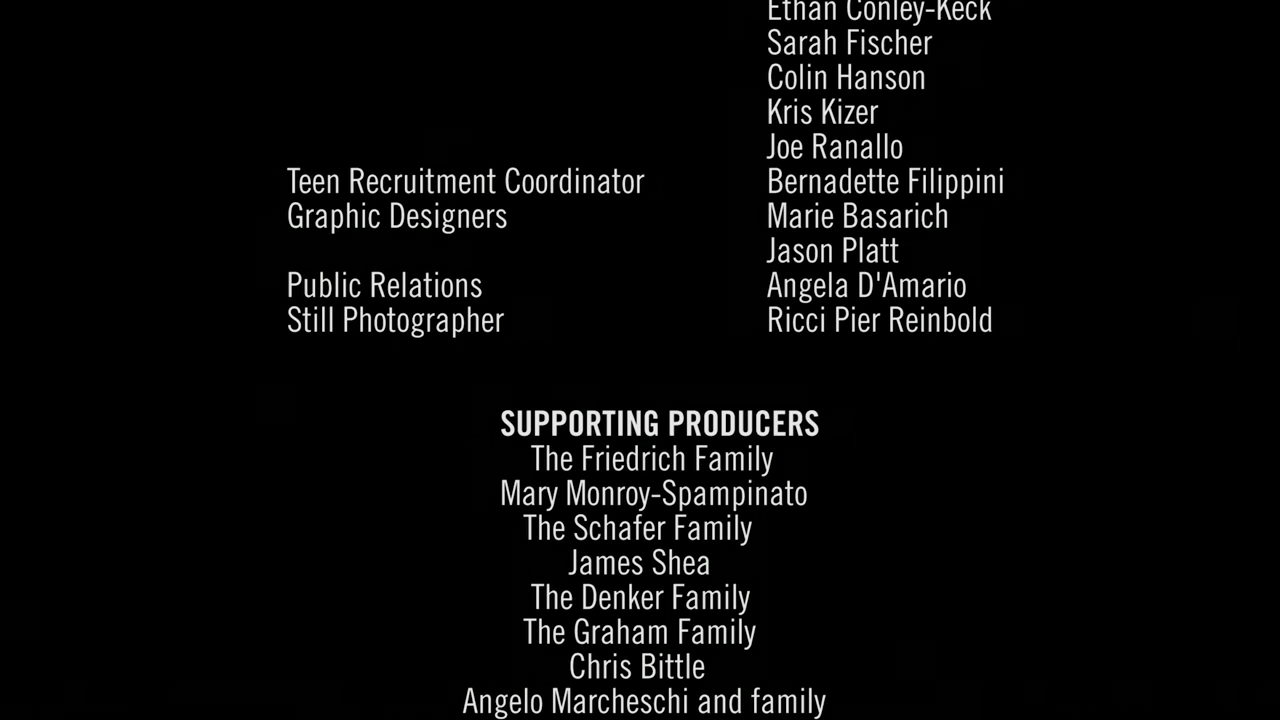 Ethan Conley-Keck
Sarah Fischer
Colin Hanson
Kris Kizer
Joe Ranallo
Teen Recruitment Coordinator Bernadette Filippini
Graphic Designers Marie Basarich
Jason Platt
Public Relations Angela D'Amario
Still Photographer Ricci Pier Reinbold
SUPPORTING PRODUCERS
The Friedrich Family
Mary Monroy-Spampinato
The Schafer Family
James Shea
The Denker Family
The Graham Family
Chris Bittle
Angelo Marcheschi and family